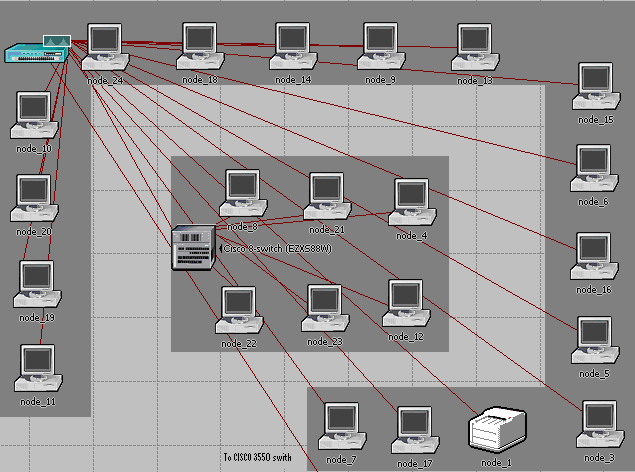 node_24
node_18
node_14
node_9
node_13
node_15
node_10
node_6
node_20
node_8
node_21
node_4
Cisco 8-switch (EZXS88W)
node_16
node_19
node_22
node_23
node_12
node_5
node_11
node_7
node_17
node_1
node_3
To CISCO 3550 swith